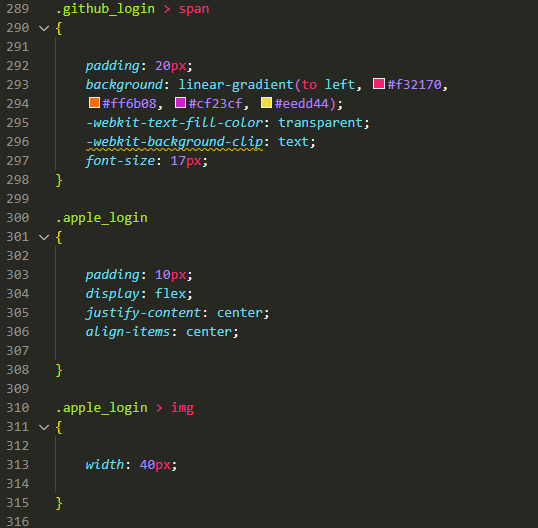 289 .github_login > span
290 {
291
292 padding: 20px;
293 background: linear-gradient(to left, #f32170,
294 #ff6b08, #cf23cf, #eedd44);
295 -webkit-text-fill-color: transparent;
296 -webkit-background-clip: text;
297 font-size: 17px;
298 }
299
300 .apple_login
301 {
302
303 padding: 10px;
304 display: flex;
305 justify-content: center;
306 align-items: center;
307
308 }
309
310 .apple_login > img
311 {
312
313 width: 40px;
314
315 }
316